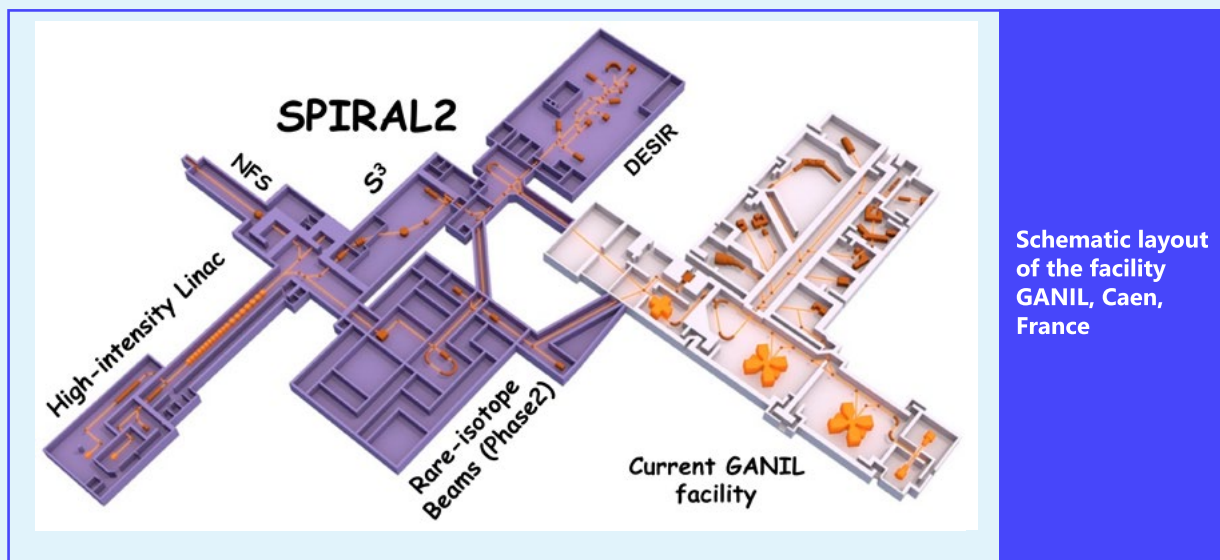 SPIRAL2
NFS
S³
DESIR
High-intensity Linac
Rare-isotope
Beams (Phase2)
Current GANIL
facility
Schematic layout
of the facility
GANIL, Caen,
France